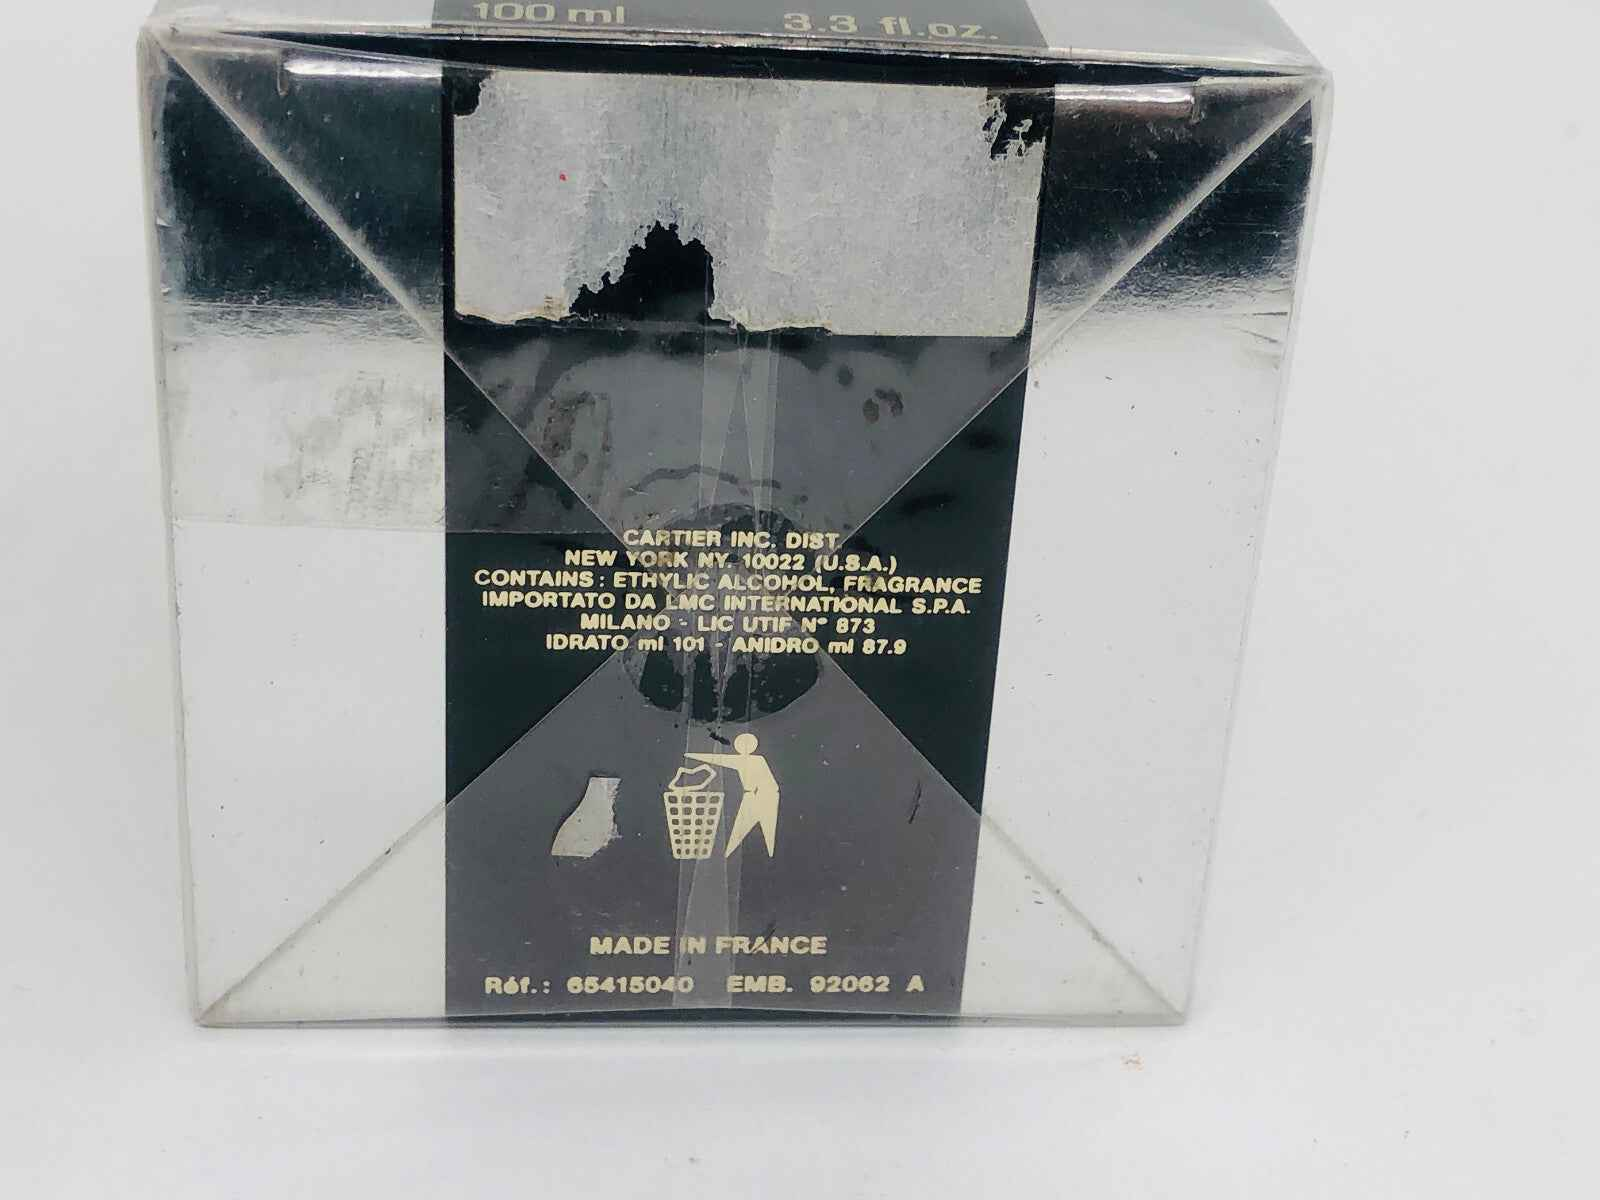 100 ml 3.3 fl.oz.
CARTIER INC. DIST.
NEW YORK NY. 10022 (U.S.A.)
CONTAINS : ETHYLIC ALCOHOL, FRAGRANCE
IMPORTATO DA LMC INTERNATIONAL S.P.A.
MILANO - LIC UTIF N° 873
IDRATO ml 101 - ANIDRO ml 87.9
MADE IN FRANCE
Réf.: 65415040 EMB. 92062 A